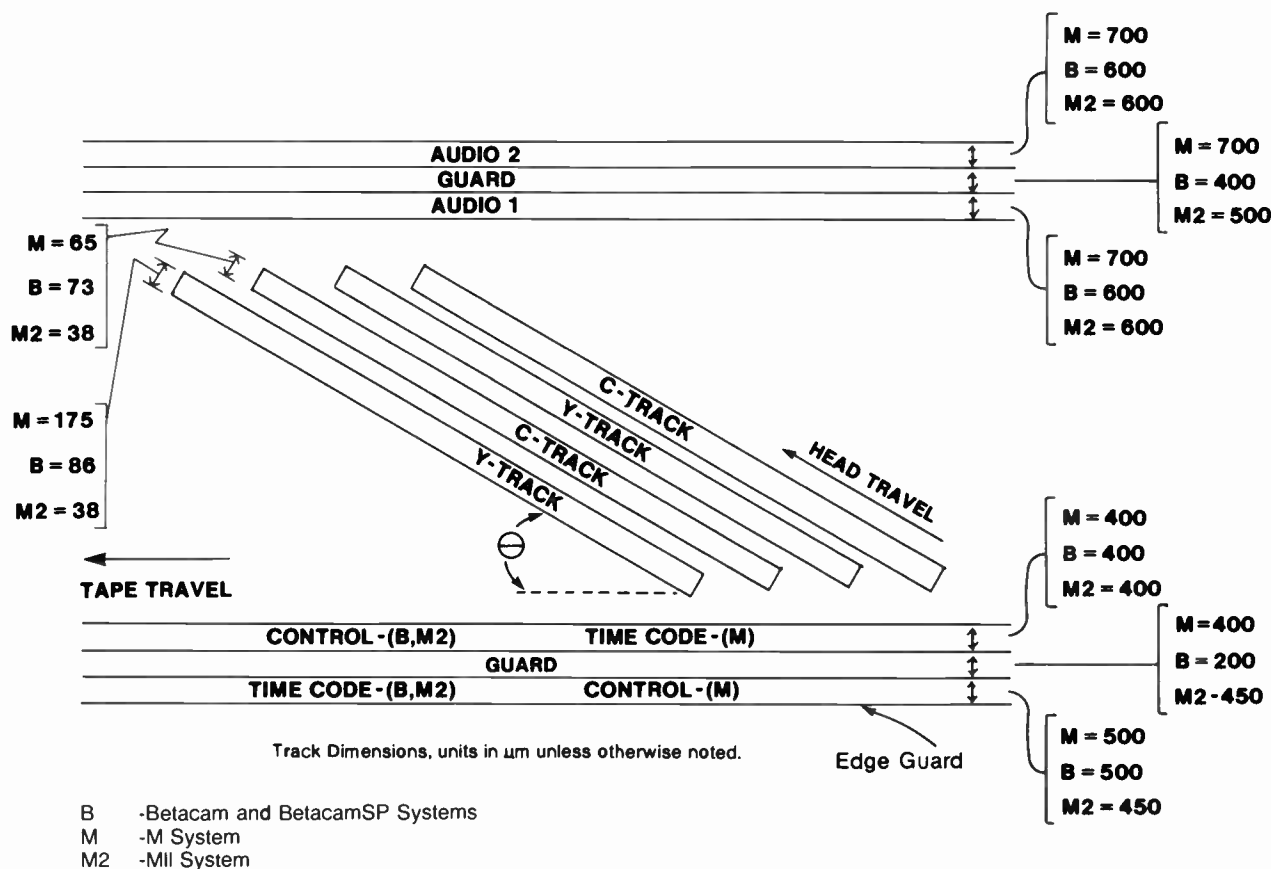 M = 700
B = 600
M2 = 600
AUDIO 2
GUARD
AUDIO 1
M = 700
B = 400
M2 = 500
M = 700
B = 600
M2 = 600
M = 65
B = 73
M2 = 38
M = 175
B = 86
M2 = 38
C-TRACK
Y-TRACK
C-TRACK
Y-TRACK
HEAD TRAVEL
Θ
TAPE TRAVEL
M = 400
B = 400
M2 = 400
CONTROL-(B,M2) TIME CODE-(M)
GUARD
TIME CODE-(B,M2) CONTROL-(M)
M = 400
B = 200
M2-450
M = 500
B = 500
M2 = 450
Edge Guard
Track Dimensions, units in µm unless otherwise noted.
B -Betacam and BetacamSP Systems
M -M System
M2 -MII System